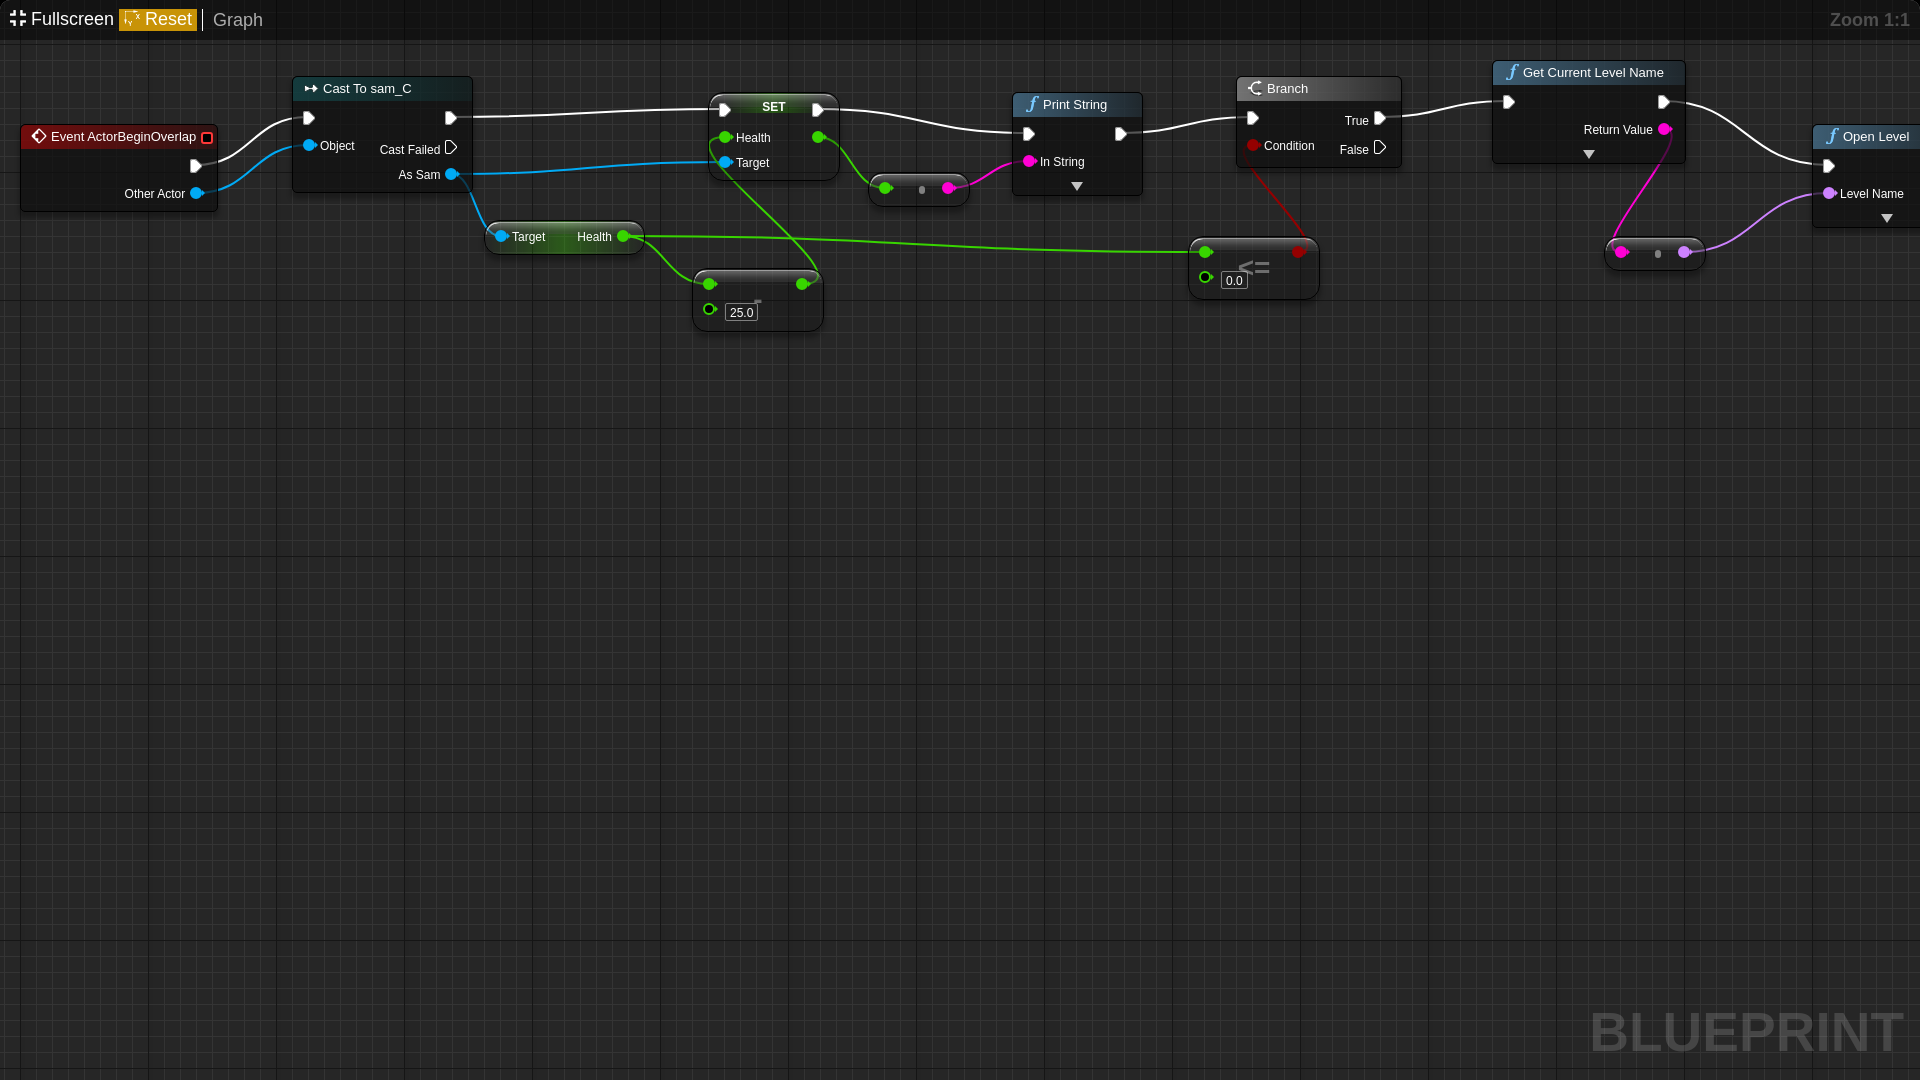 Fullscreen Reset Graph
Zoom 1:1
Event ActorBeginOverlap
Other Actor
Cast To sam_C
Object
Cast Failed
As Sam
Target Health
SET
Health
Target
-
25.0
Print String
In String
Branch
True
Condition
False
<=
0.0
Get Current Level Name
Return Value
Open Level
Level Name
BLUEPRINT